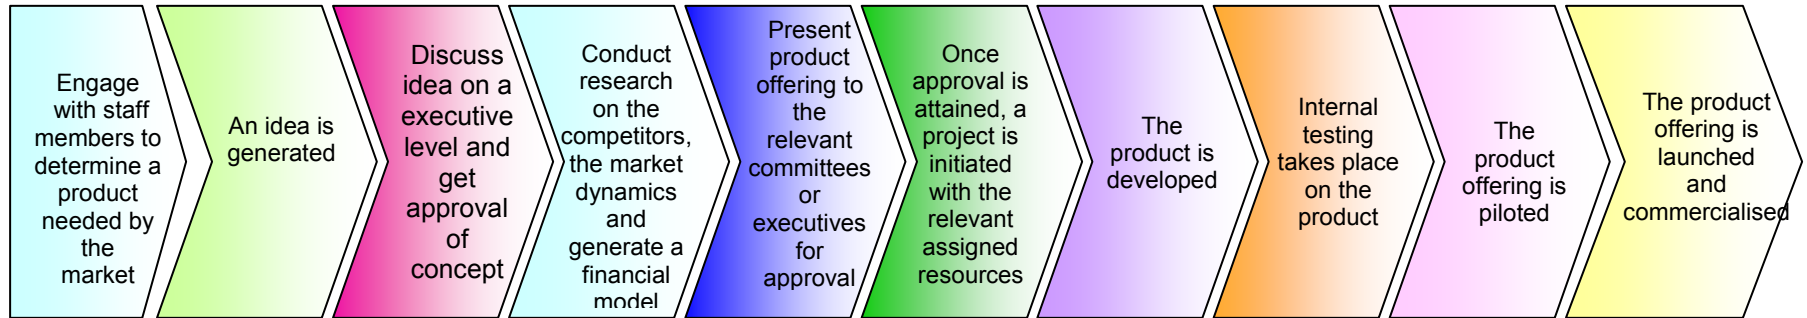 Engage
with staff
members to
determine a
product
needed by
the
market
An idea is
generated
Discuss
idea on a
executive
level and
get
approval
of
concept
Conduct
research
on the
competitors,
the market
dynamics
and
generate a
financial
model
Present
product
offering to
the
relevant
committees
or
executives
for
approval
Once
approval is
attained, a
project is
initiated
with the
relevant
assigned
resources
The
product is
developed
Internal
testing
takes place
on the
product
The
product
offering is
piloted
The product
offering is
launched
and
commercialised